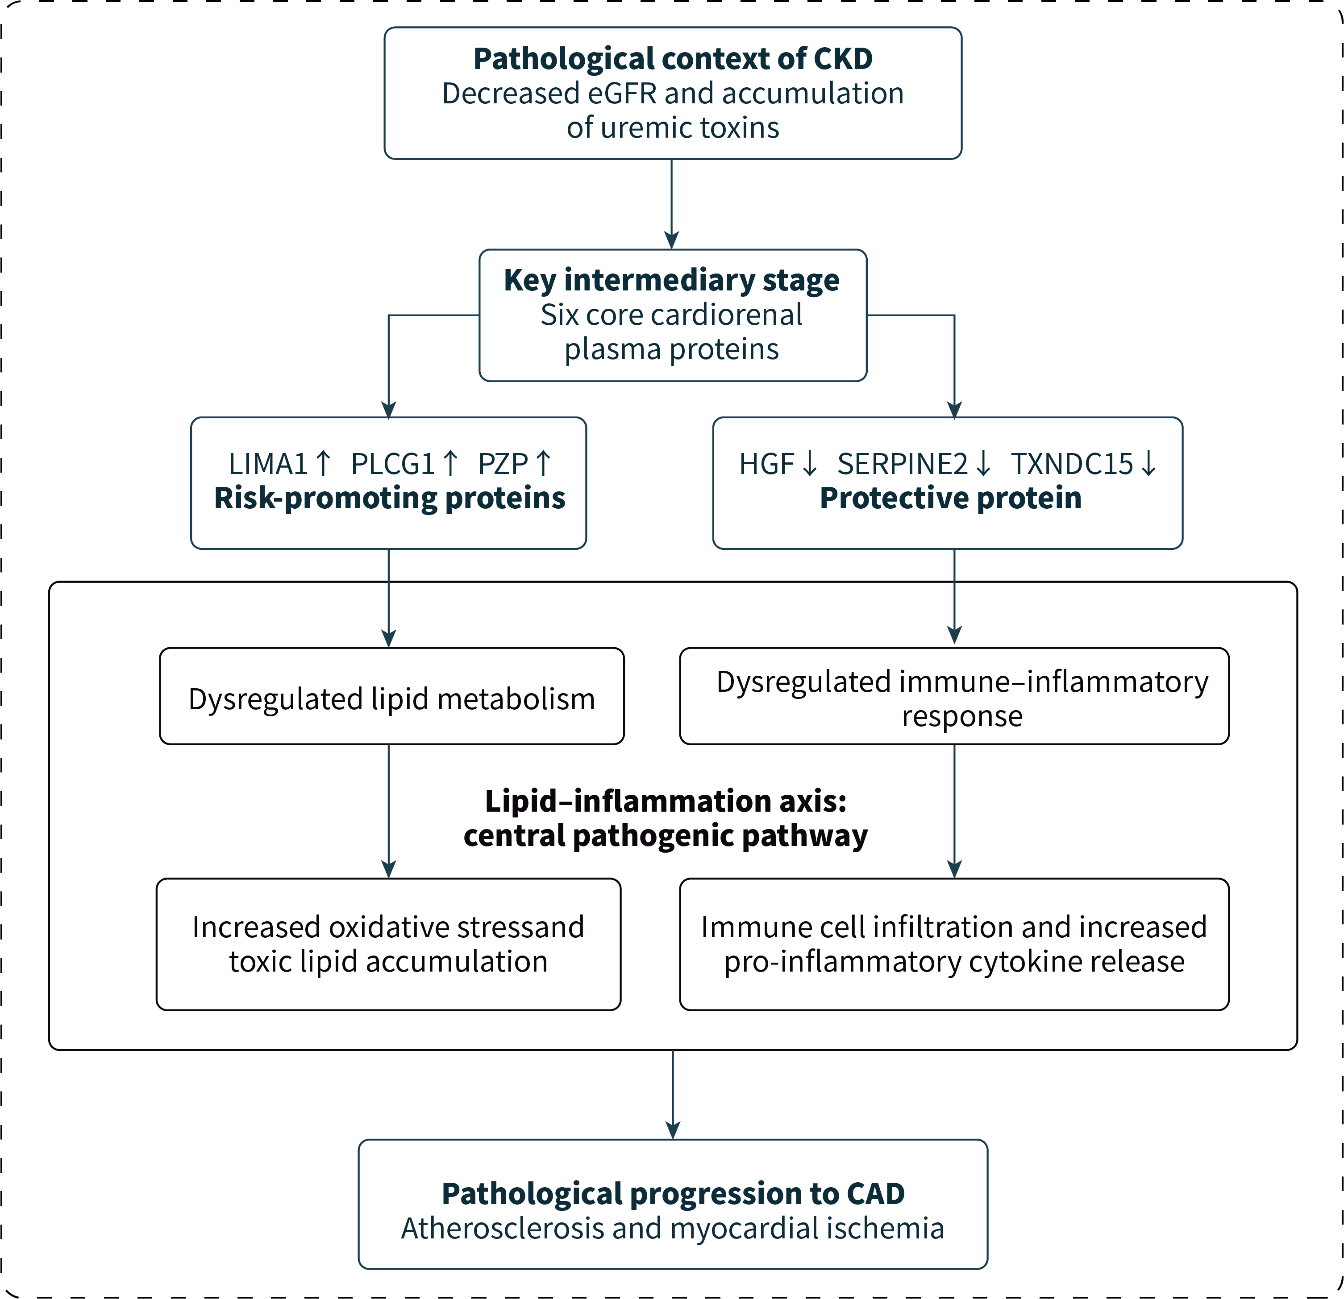 Pathological context of CKD
Decreased eGFR and accumulation
of uremic toxins
Key intermediary stage
Six core cardiorenal
plasma proteins
LIMA1↑ PLCG1↑ PZP↑
Risk-promoting proteins
HGF↓ SERPINE2↓ TXNDC15↓
Protective protein
Dysregulated lipid metabolism
Dysregulated immune–inflammatory
response
Lipid–inflammation axis:
central pathogenic pathway
Increased oxidative stressand
toxic lipid accumulation
Immune cell infiltration and increased
pro-inflammatory cytokine release
Pathological progression to CAD
Atherosclerosis and myocardial ischemia